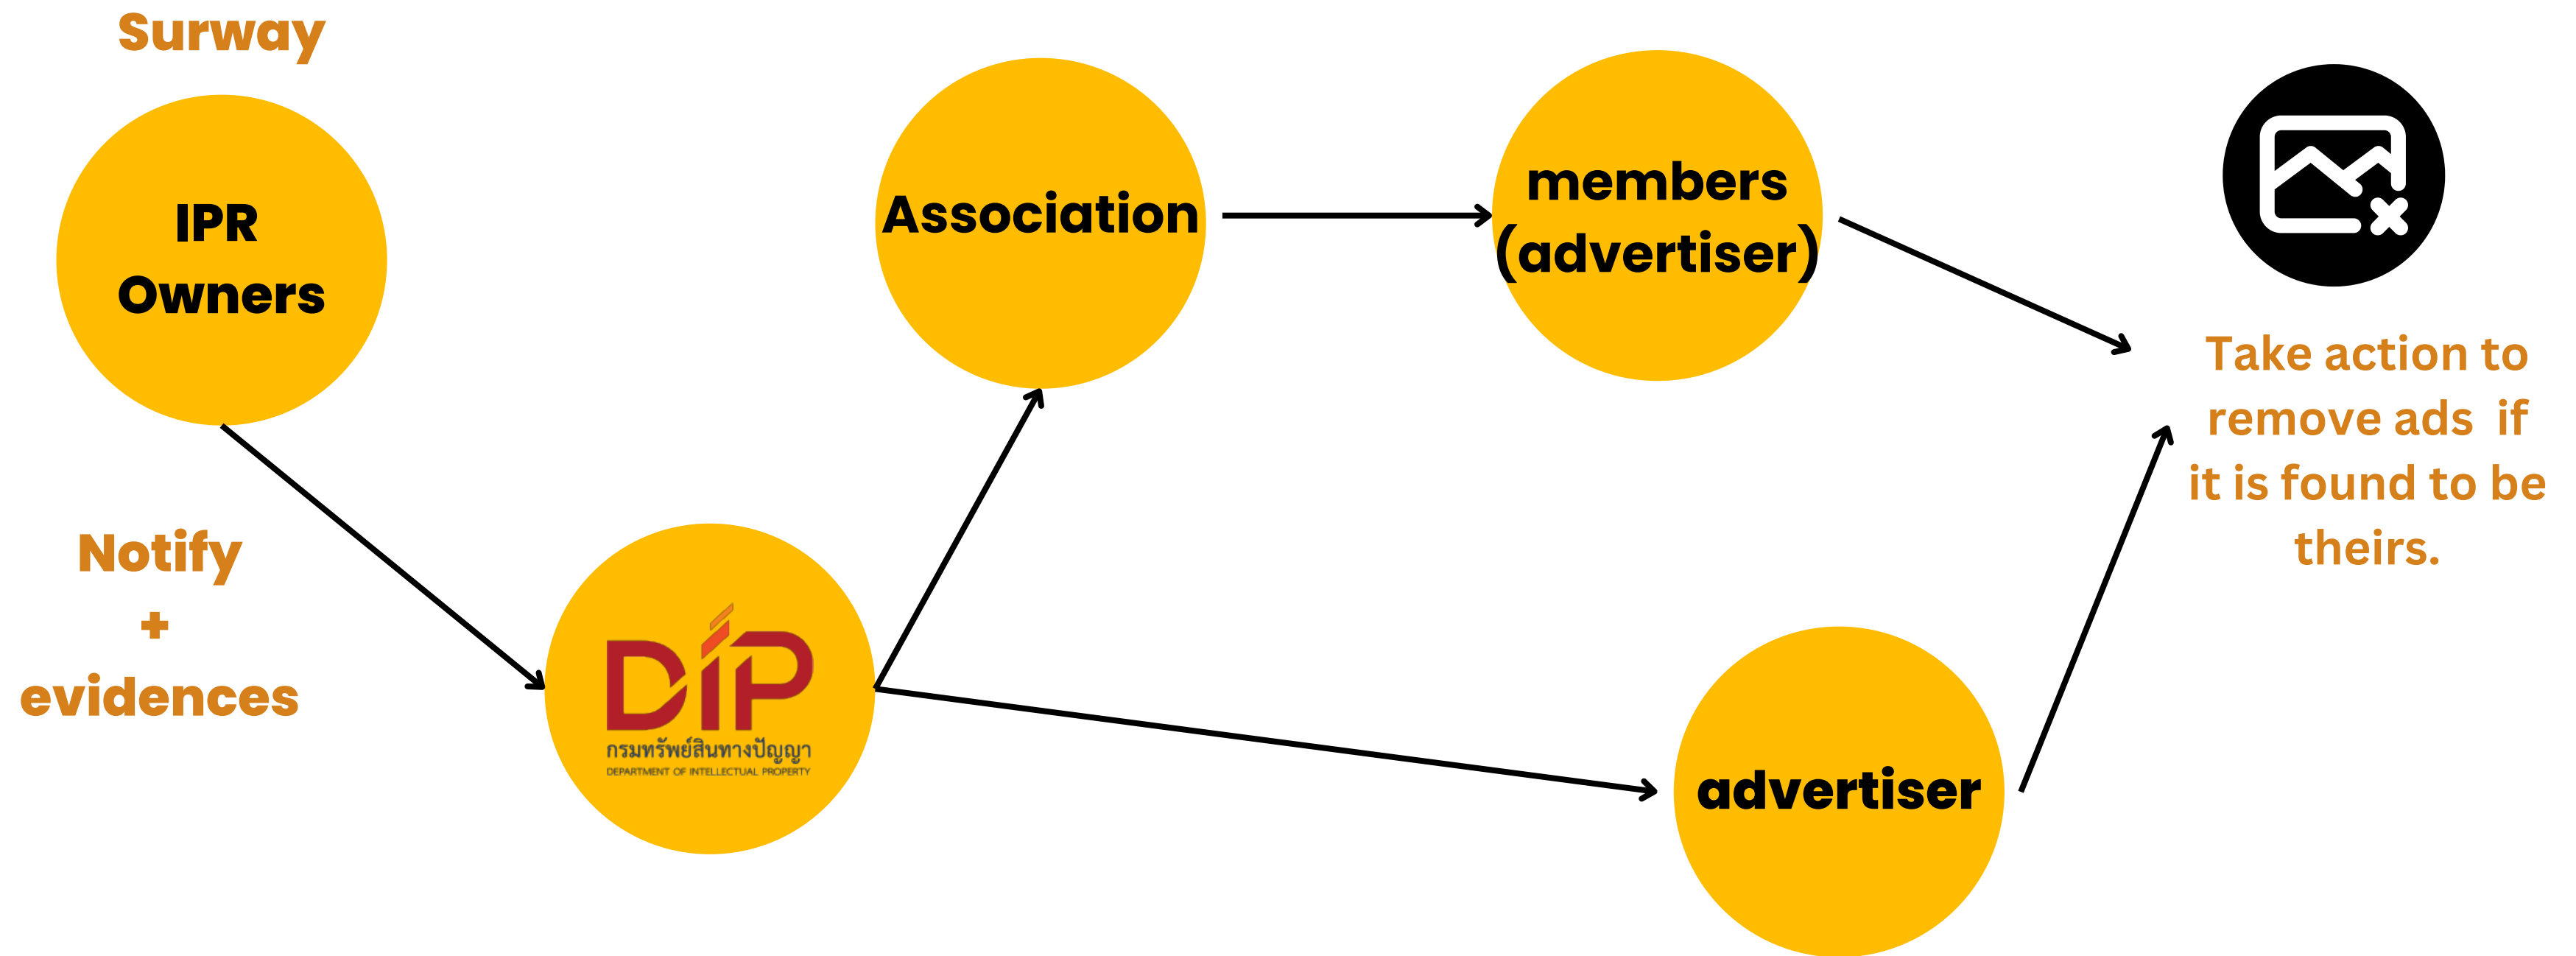 Surway
IPR
Owners
Notify
+
evidences
DiP
กรมทรัพย์สินทางปัญญา
DEPARTMENT OF INTELLECTUAL PROPERTY
Association
members
(advertiser)
advertiser
Take action to
remove ads if
it is found to be
theirs.